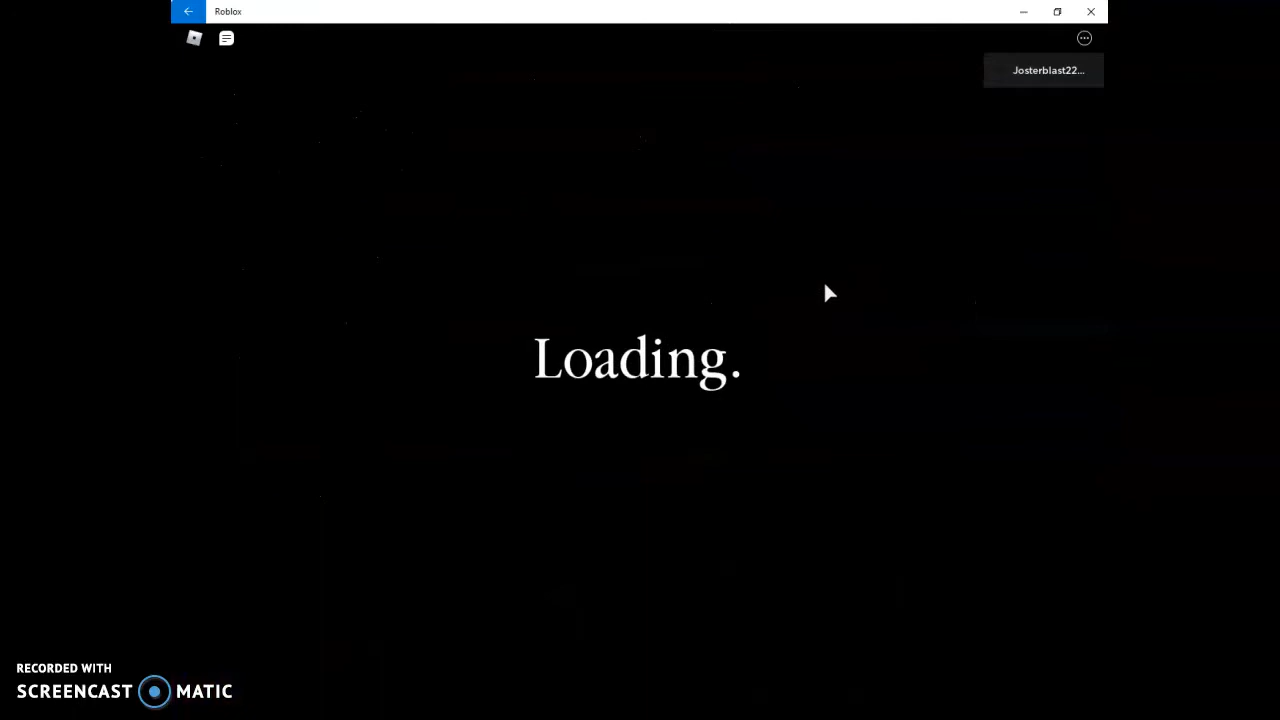 Roblox
Josterblast22...
Loading.
RECORDED WITH
SCREENCAST MATIC